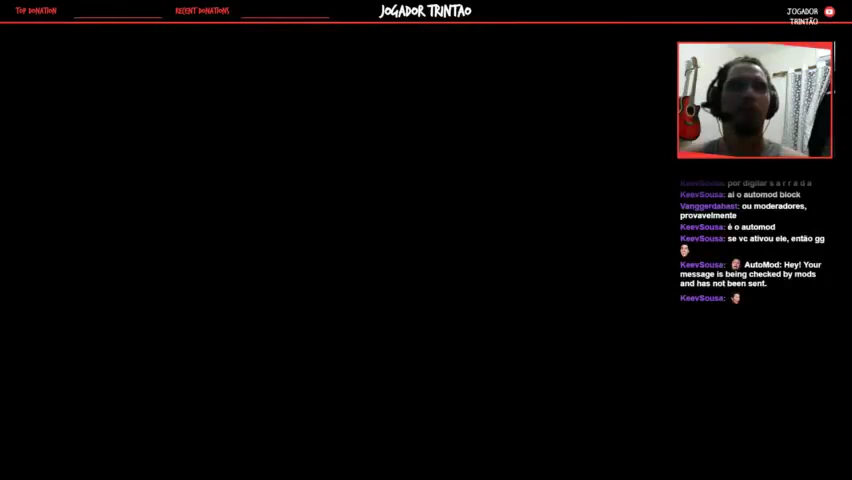 TOP DONATION
RECENT DONATIONS
JOGADOR TRINTAO
JOGADOR
TRINTÃO
KeevSousa: por digitar s a r r a d a
KeevSousa: ai o automod block
Vanggerdahast: ou moderadores,
provavelmente
KeevSousa: é o automod
KeevSousa: se vc ativou ele, então gg
KeevSousa: AutoMod: Hey! Your
message is being checked by mods
and has not been sent.
KeevSousa: